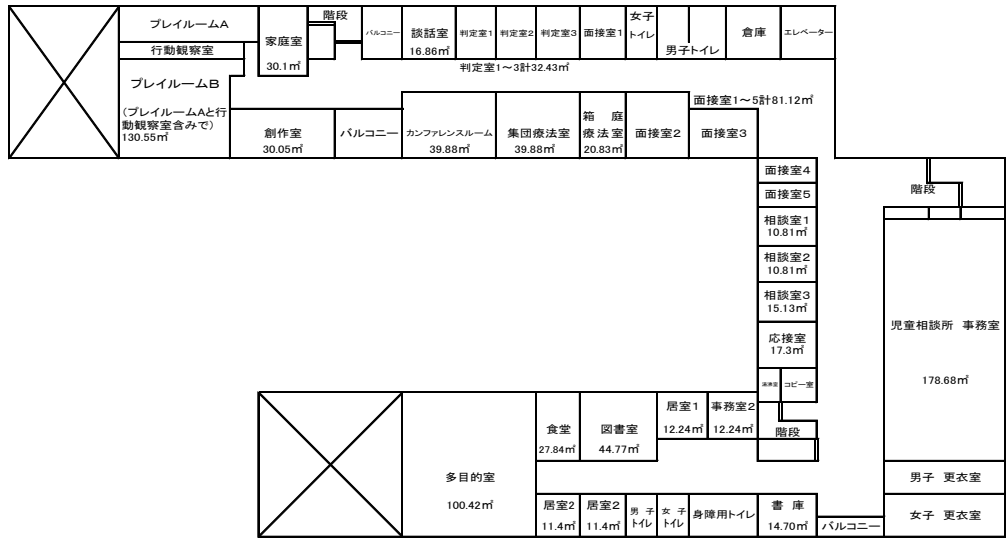 プレイルームA
行動観察室
プレイルームB
(プレイルームAと行
動観察室含みで)
130.55㎡
家庭室
30.1㎡
階段
バルコニー
談話室
16.86㎡
判定室1
判定室2
判定室3
面接室1
女子
トイレ
男子トイレ
倉庫
エレベーター
判定室1～3計32.43㎡
面接室1～5計81.12㎡
創作室
30.05㎡
バルコニー
カンファレンスルーム
39.88㎡
集団療法室
39.88㎡
箱 庭
療法室
20.83㎡
面接室2
面接室3
面接室4
面接室5
相談室1
10.81㎡
相談室2
10.81㎡
相談室3
15.13㎡
応接室
17.3㎡
湯沸室
コピー室
階段
階段
児童相談所 事務室
178.68㎡
男子 更衣室
女子 更衣室
多目的室
100.42㎡
食堂
27.84㎡
図書室
44.77㎡
居室1
12.24㎡
事務室2
12.24㎡
居室2
11.4㎡
居室2
11.4㎡
男 子
トイレ
女 子
トイレ
身障用トイレ
書 庫
14.70㎡
バルコニー